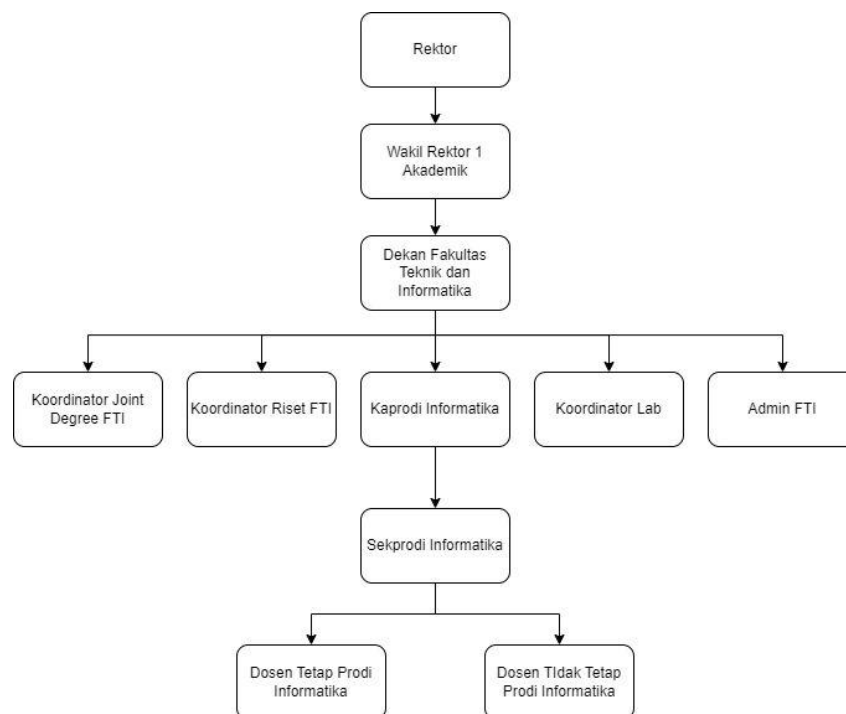 Rektor
Wakil Rektor 1
Akademik
Dekan Fakultas
Teknik dan
Informatika
Koordinator Joint
Degree FTI
Koordinator Riset FTI
Kaprodi Informatika
Koordinator Lab
Admin FTI
Sekprodi Informatika
Dosen Tetap Prodi
Informatika
Dosen TIdak Tetap
Prodi Informatika